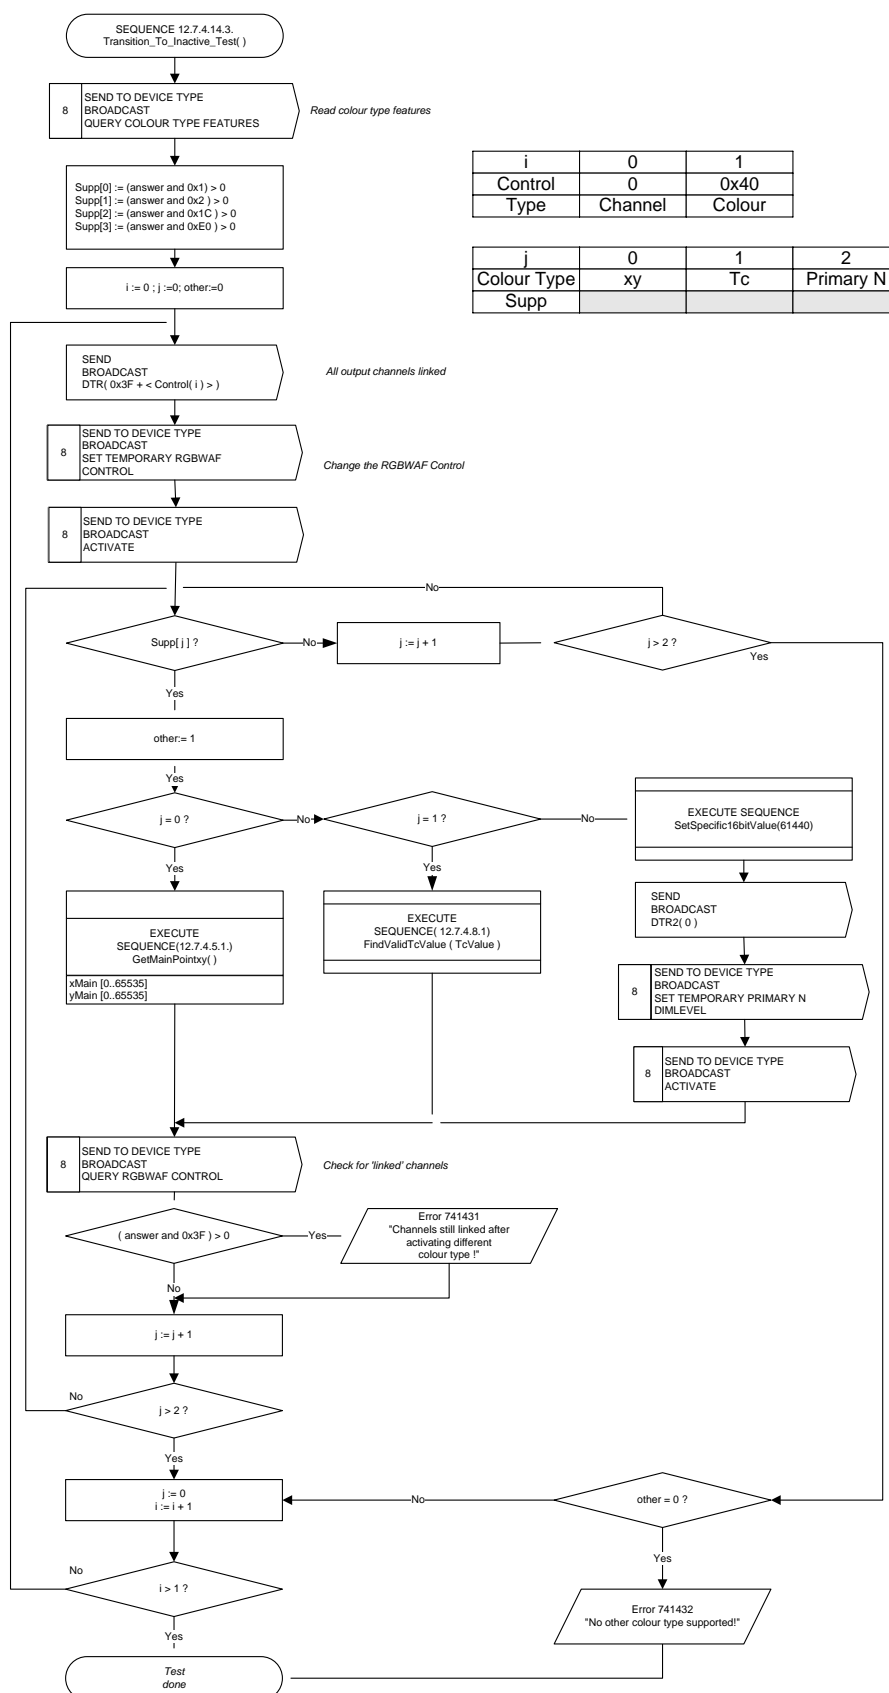 SEQUENCE 12.7.4.14.3.
Transition_To_Inactive_Test( )
8
SEND TO DEVICE TYPE
BROADCAST
QUERY COLOUR TYPE FEATURES
Read colour type features
Supp[0] := (answer and 0x1) > 0
Supp[1] := (answer and 0x2 ) > 0
Supp[2] := (answer and 0x1C ) > 0
Supp[3] := (answer and 0xE0 ) > 0
i 0 1
Control 0 0x40
Type Channel Colour
j 0 1 2
Colour Type xy Tc Primary N
Supp
i := 0 ; j :=0; other:=0
SEND
BROADCAST
DTR( 0x3F + < Control( i ) > )
All output channels linked
8
SEND TO DEVICE TYPE
BROADCAST
SET TEMPORARY RGBWAF
CONTROL
Change the RGBWAF Control
8
SEND TO DEVICE TYPE
BROADCAST
ACTIVATE
No
Supp[ j ] ?
No
j := j + 1
j > 2 ?
Yes
Yes
other:= 1
Yes
j = 0 ?
No
j = 1 ?
No
EXECUTE SEQUENCE
SetSpecific16bitValue(61440)
Yes
Yes
EXECUTE
SEQUENCE(12.7.4.5.1.)
GetMainPointxy( )
xMain [0..65535]
yMain [0..65535]
EXECUTE
SEQUENCE( 12.7.4.8.1)
FindValidTcValue ( TcValue )
SEND
BROADCAST
DTR2( 0 )
8
SEND TO DEVICE TYPE
BROADCAST
SET TEMPORARY PRIMARY N
DIMLEVEL
8
SEND TO DEVICE TYPE
BROADCAST
ACTIVATE
8
SEND TO DEVICE TYPE
BROADCAST
QUERY RGBWAF CONTROL
Check for 'linked' channels
( answer and 0x3F ) > 0
Yes
Error 741431
"Channels still linked after
activating different
colour type !"
No
j := j + 1
No
j > 2 ?
Yes
j := 0
i := i + 1
No
other = 0 ?
Yes
No
i > 1 ?
Yes
Error 741432
"No other colour type supported!"
Test
done